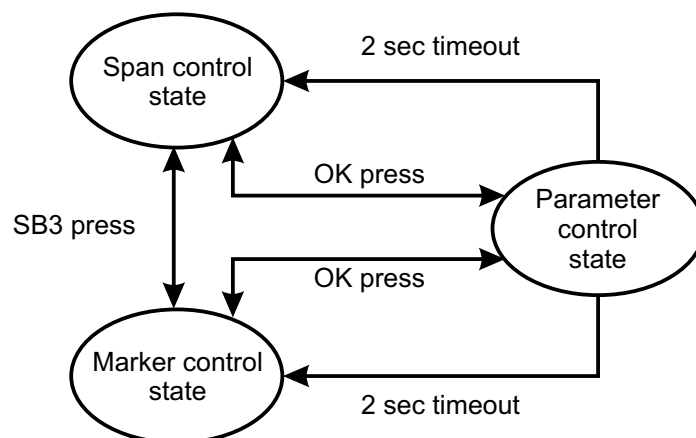 2 sec timeout
Span control
state
OK press
Parameter
control
state
SB3 press
OK press
Marker control
state
2 sec timeout